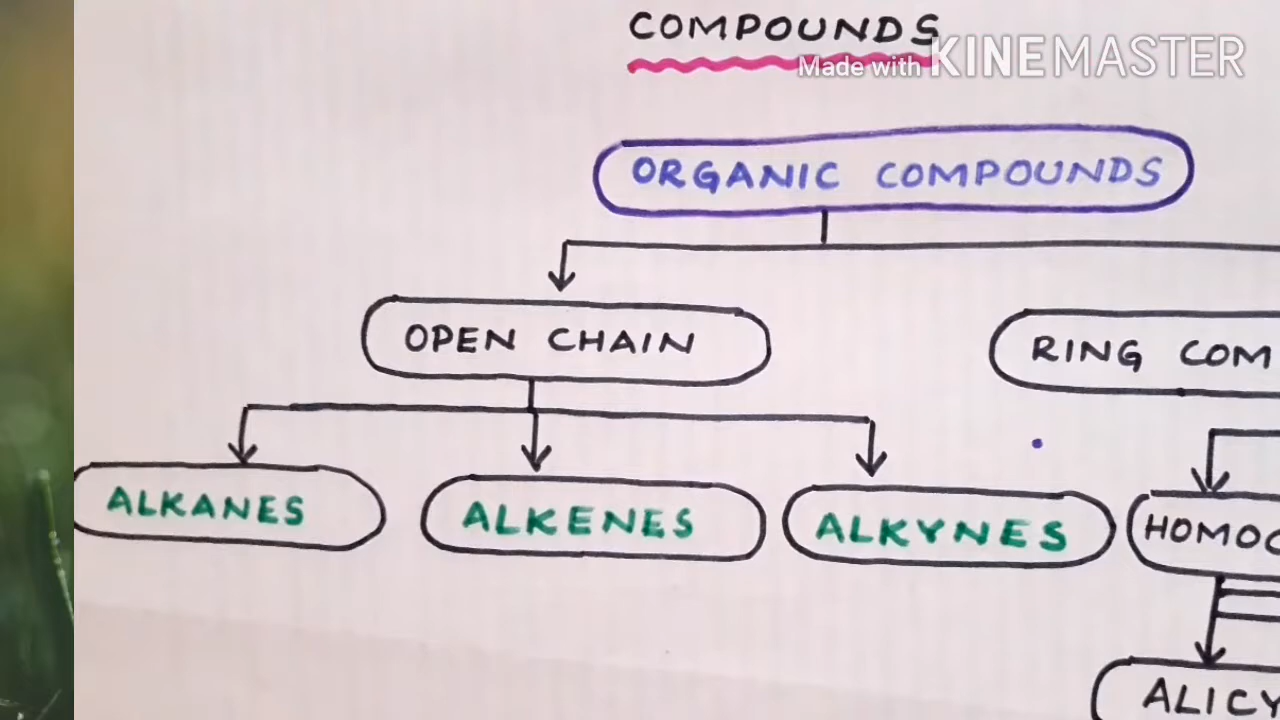 COMPOUNDS
Made with KINEMASTER
ORGANIC COMPOUNDS
OPEN CHAIN
RING COM
ALKANES
ALKENES
ALKYNES
HOMOC
ALICY